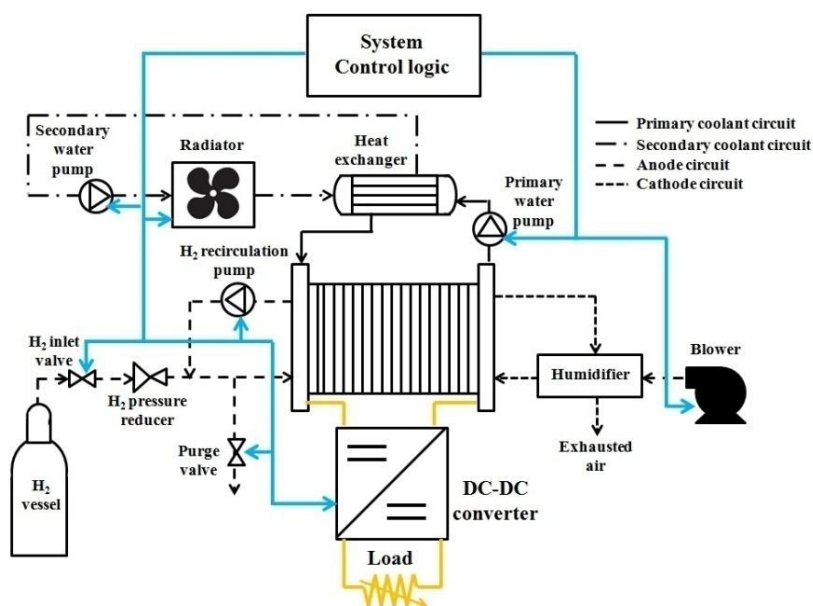 System
Control logic
Secondary
water
pump
Radiator
Heat
exchanger
Primary
water
pump
Primary coolant circuit
Secondary coolant circuit
Anode circuit
Cathode circuit
H₂ recirculation
pump
H₂ inlet
valve
H₂ pressure
reducer
Purge
valve
H₂
vessel
Humidifier
Blower
Exhausted
air
DC-DC
converter
Load